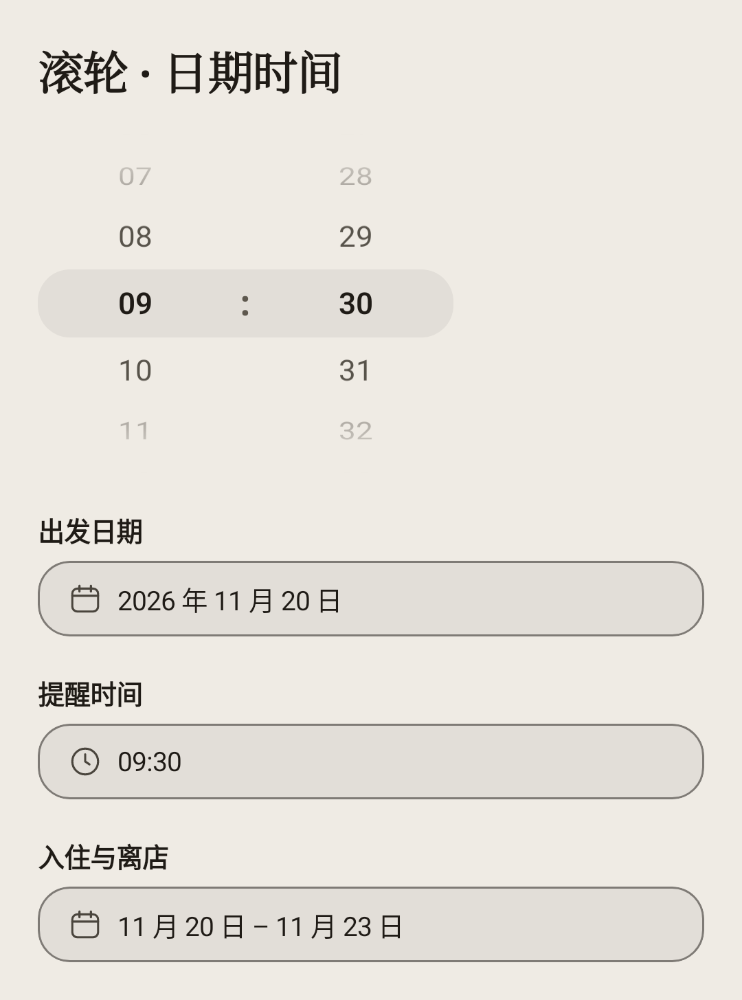 滚轮 · 日期时间
07 28
08 29
09 : 30
10 31
11 32
出发日期
2026 年 11 月 20 日
提醒时间
09:30
入住与离店
11 月 20 日 – 11 月 23 日